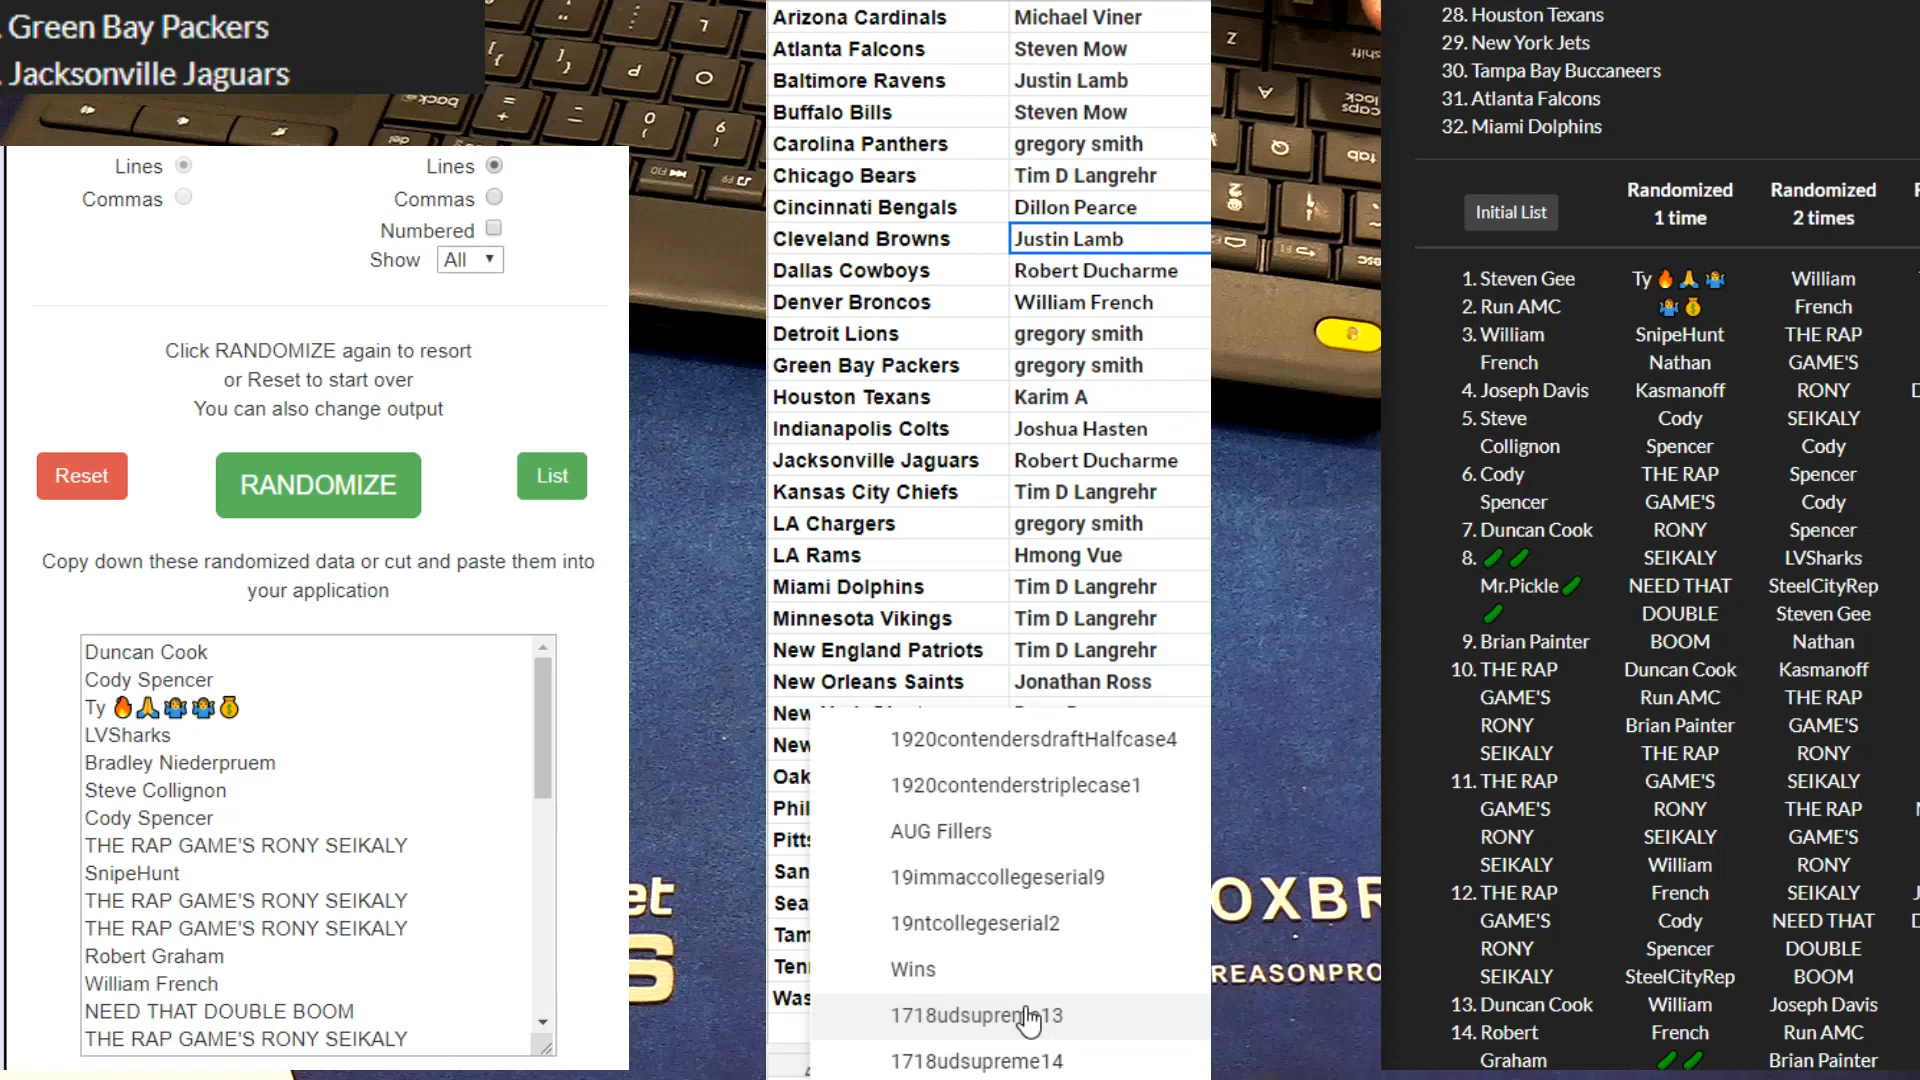 Green Bay Packers
Jacksonville Jaguars
Lines
Lines
Commas
Commas
Numbered
Show All
Click RANDOMIZE again to resort
or Reset to start over
You can also change output
Reset
RANDOMIZE
List
Copy down these randomized data or cut and paste them into
your application
Duncan Cook
Cody Spencer
Ty 🔥🙏🤷🤷💰
LVSharks
Bradley Niederpruem
Steve Collignon
Cody Spencer
THE RAP GAME'S RONY SEIKALY
SnipeHunt
THE RAP GAME'S RONY SEIKALY
THE RAP GAME'S RONY SEIKALY
Robert Graham
William French
NEED THAT DOUBLE BOOM
THE RAP GAME'S RONY SEIKALY
Arizona Cardinals Michael Viner
Atlanta Falcons Steven Mow
Baltimore Ravens Justin Lamb
Buffalo Bills Steven Mow
Carolina Panthers gregory smith
Chicago Bears Tim D Langrehr
Cincinnati Bengals Dillon Pearce
Cleveland Browns Justin Lamb
Dallas Cowboys Robert Ducharme
Denver Broncos William French
Detroit Lions gregory smith
Green Bay Packers gregory smith
Houston Texans Karim A
Indianapolis Colts Joshua Hasten
Jacksonville Jaguars Robert Ducharme
Kansas City Chiefs Tim D Langrehr
LA Chargers gregory smith
LA Rams Hmong Vue
Miami Dolphins Tim D Langrehr
Minnesota Vikings Tim D Langrehr
New England Patriots Tim D Langrehr
New Orleans Saints Jonathan Ross
New
New
Oak
Phil
Pitts
San
Sea
Tam
Ten
Was
1920contendersdraftHalfcase4
1920contenderstriplecase1
AUG Fillers
19immaccollegeserial9
19ntcollegeserial2
Wins
1718udsupreme13
1718udsupreme14
OXBR
REASONPRO
28. Houston Texans
29. New York Jets
30. Tampa Bay Buccaneers
31. Atlanta Falcons
32. Miami Dolphins
Initial List
Randomized
1 time
Randomized
2 times
1. Steven Gee
2. Run AMC
3. William
French
4. Joseph Davis
5. Steve
Collignon
6. Cody
Spencer
7. Duncan Cook
8. 🥒🥒
Mr.Pickle🥒
🥒
9. Brian Painter
10. THE RAP
GAME'S
RONY
SEIKALY
11. THE RAP
GAME'S
RONY
SEIKALY
12. THE RAP
GAME'S
RONY
SEIKALY
13. Duncan Cook
14. Robert
Graham
Ty 🔥🙏🤷
🤷💰
SnipeHunt
Nathan
Kasmanoff
Cody
Spencer
THE RAP
GAME'S
RONY
SEIKALY
NEED THAT
DOUBLE
BOOM
Duncan Cook
Run AMC
Brian Painter
THE RAP
GAME'S
RONY
SEIKALY
William
French
Cody
Spencer
SteelCityRep
William
French
🥒🥒
William
French
THE RAP
GAME'S
RONY
SEIKALY
Cody
Spencer
Cody
Spencer
LVSharks
SteelCityRep
Steven Gee
Nathan
Kasmanoff
THE RAP
GAME'S
RONY
SEIKALY
THE RAP
GAME'S
RONY
SEIKALY
NEED THAT
DOUBLE
BOOM
Joseph Davis
Run AMC
Brian Painter